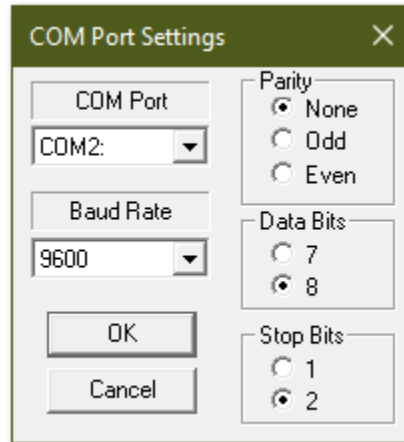 COM Port Settings
COM Port
COM2:
Baud Rate
9600
OK
Cancel
Parity
None
Odd
Even
Data Bits
7
8
Stop Bits
1
2